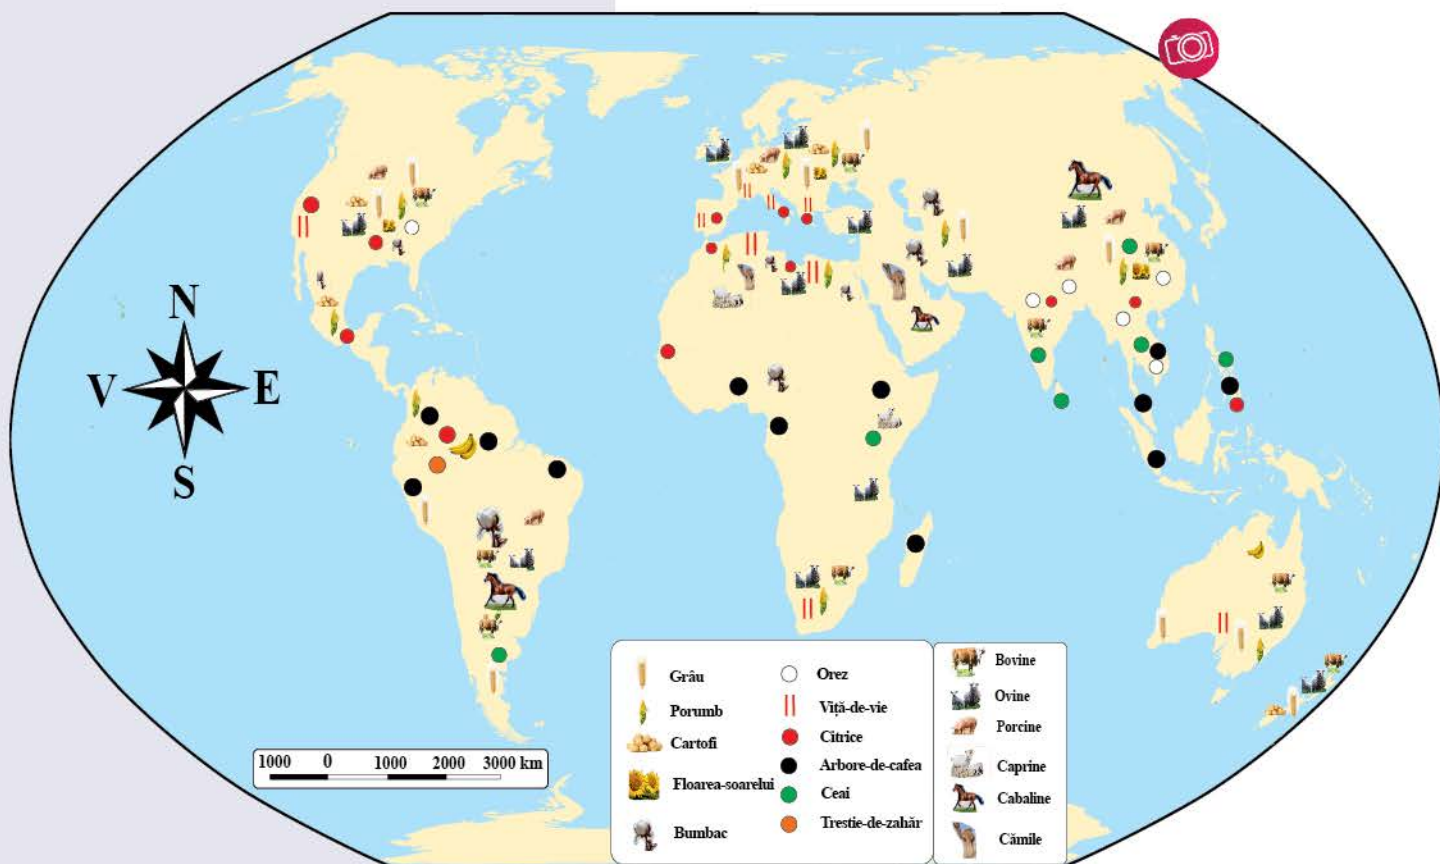 N
V
E
S
1000 0 1000 2000 3000 km
Grâu
Porumb
Cartofi
Floarea-soarelui
Bumbac
Orez
Viță-de-vie
Citrice
Arbore-de-cafea
Ceai
Trestie-de-zahăr
Bovine
Ovine
Porcine
Caprine
Cabaline
Cămile